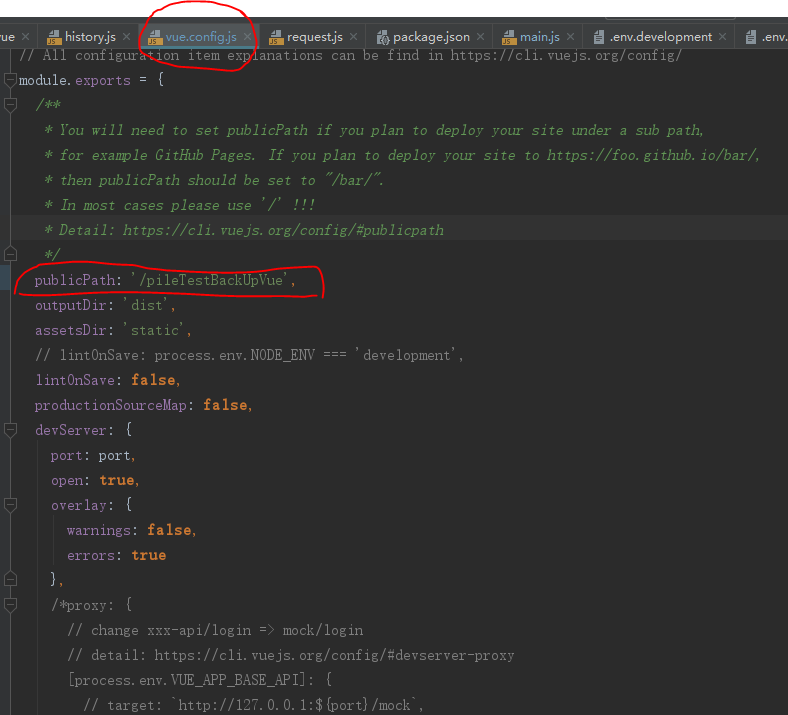 vue history.js vue.config.js request.js package.json main.js .env.development .env.
// All configuration item explanations can be find in https://cli.vuejs.org/config/
module.exports = {
/**
* You will need to set publicPath if you plan to deploy your site under a sub path,
* for example GitHub Pages. If you plan to deploy your site to https://foo.github.io/bar/,
* then publicPath should be set to "/bar/".
* In most cases please use '/' !!!
* Detail: https://cli.vuejs.org/config/#publicpath
*/
publicPath: '/pileTestBackUpVue',
outputDir: 'dist',
assetsDir: 'static',
// lintOnSave: process.env.NODE_ENV === 'development',
lintOnSave: false,
productionSourceMap: false,
devServer: {
port: port,
open: true,
overlay: {
warnings: false,
errors: true
},
/*proxy: {
// change xxx-api/login => mock/login
// detail: https://cli.vuejs.org/config/#devserver-proxy
[process.env.VUE_APP_BASE_API]: {
// target: `http://127.0.0.1:${port}/mock`,